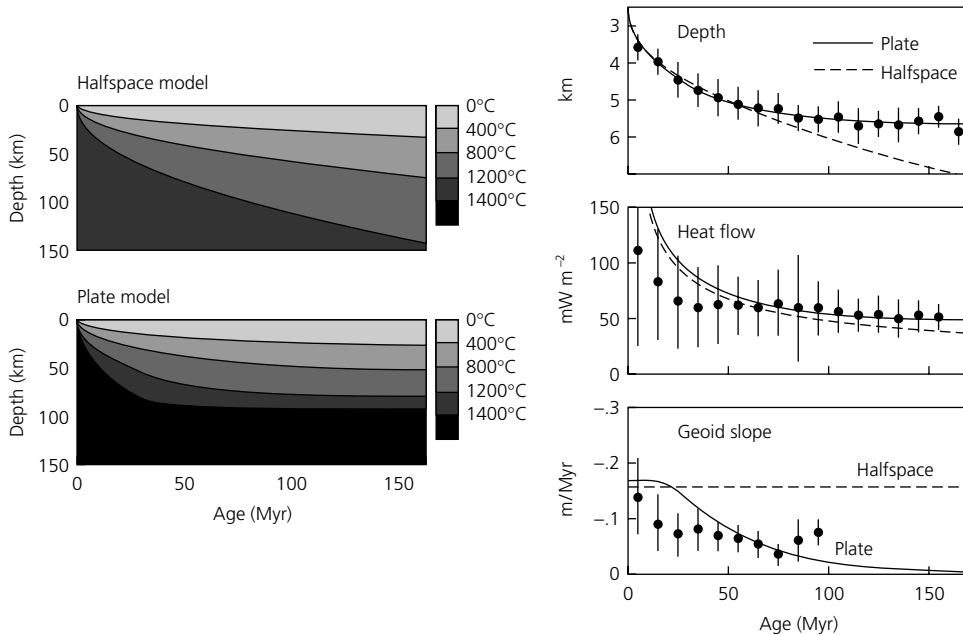 Halfspace model
0
50
100
150
Depth (km)
0°C
400°C
800°C
1200°C
1400°C
Plate model
0
50
100
150
Depth (km)
0°C
400°C
800°C
1200°C
1400°C
0 50 100 150
Age (Myr)
3
4
5
6
km
Depth
Plate
Halfspace
150
100
50
0
mW m⁻²
Heat flow
–.3
–.2
–.1
0
m/Myr
Geoid slope
Halfspace
Plate
0 50 100 150
Age (Myr)